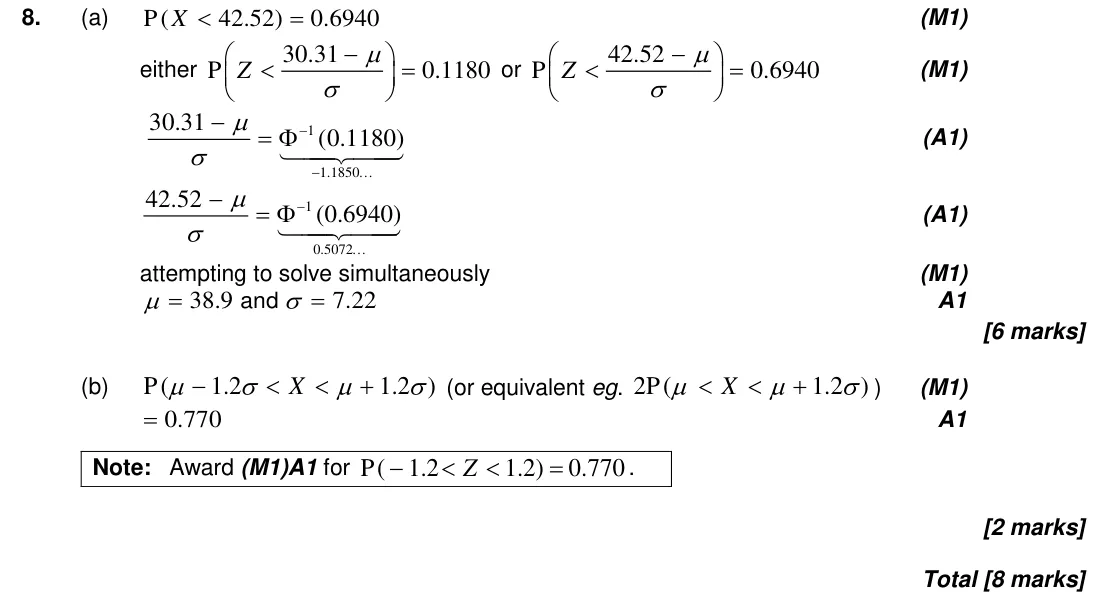 8. (a) P(X < 42.52) = 0.6940 (M1)
either P(Z < (30.31 − μ)/σ) = 0.1180 or P(Z < (42.52 − μ)/σ) = 0.6940 (M1)
(30.31 − μ)/σ = Φ⁻¹(0.1180) (A1)
−1.1850…
(42.52 − μ)/σ = Φ⁻¹(0.6940) (A1)
0.5072…
attempting to solve simultaneously (M1)
μ = 38.9 and σ = 7.22 A1
[6 marks]
(b) P(μ − 1.2σ < X < μ + 1.2σ) (or equivalent eg. 2P(μ < X < μ + 1.2σ)) (M1)
= 0.770 A1
Note: Award (M1)A1 for P(−1.2 < Z < 1.2) = 0.770.
[2 marks]
Total [8 marks]